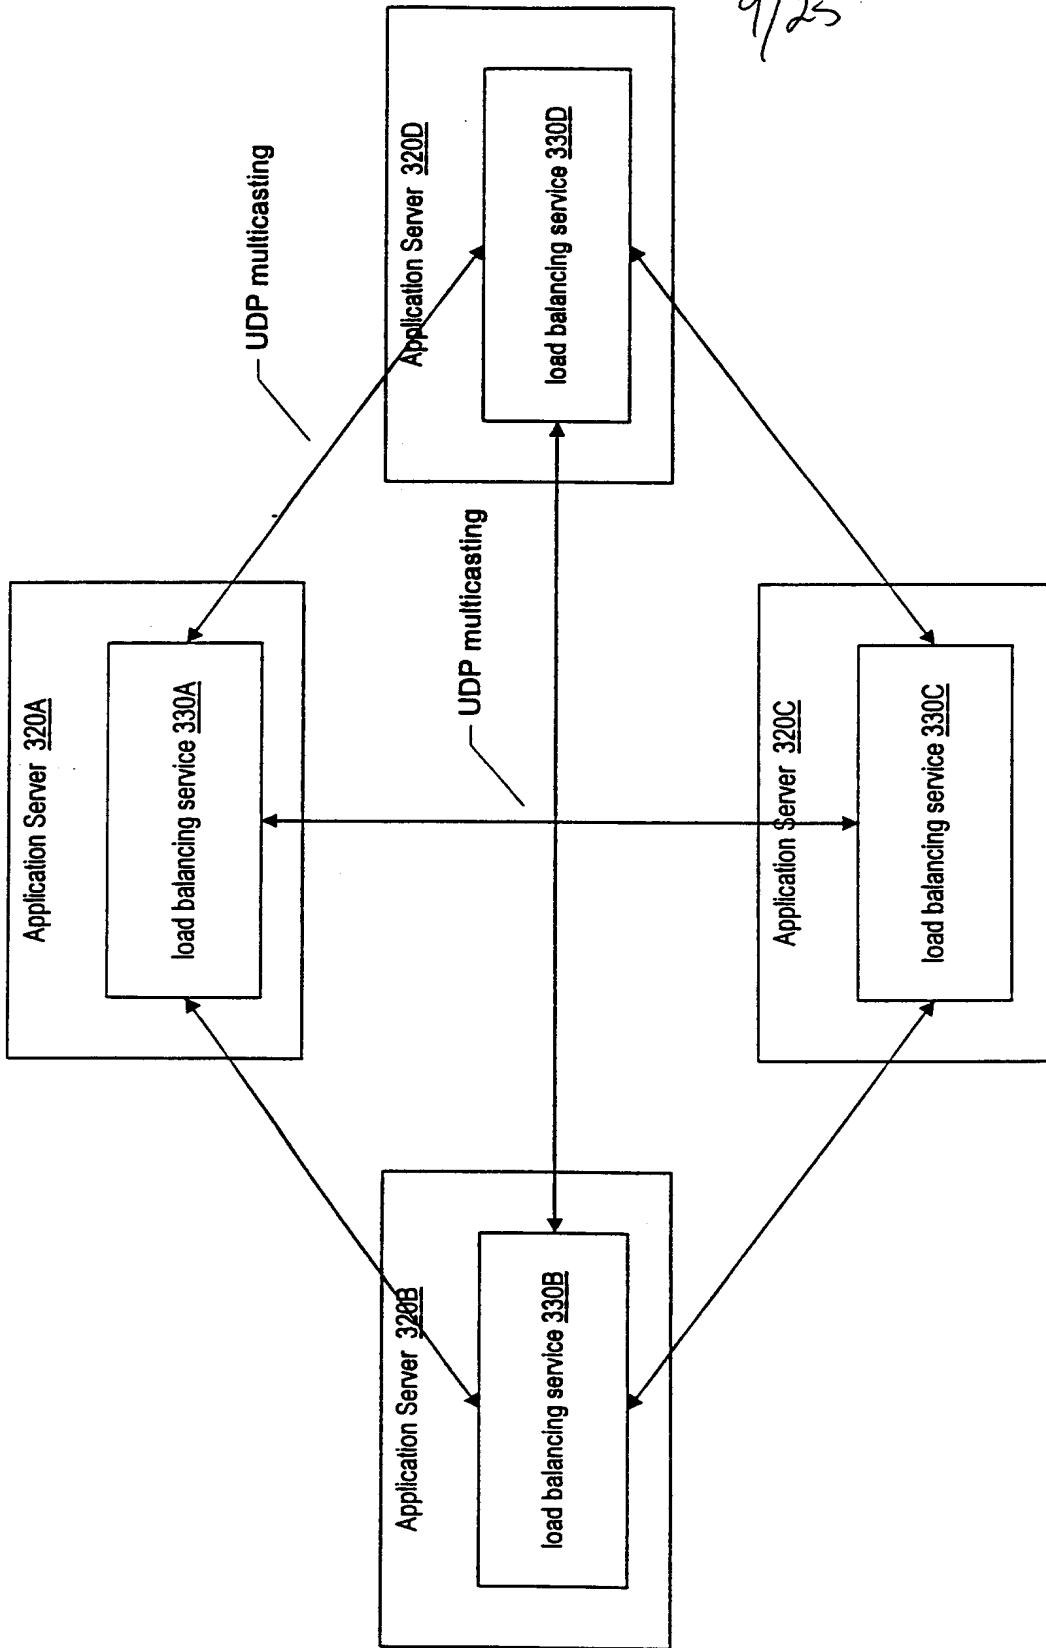 9/25
UDP multicasting
Application Server 320A
load balancing service 330A
Application Server 320D
load balancing service 330D
UDP multicasting
Application Server 320B
load balancing service 330B
Application Server 320C
load balancing service 330C